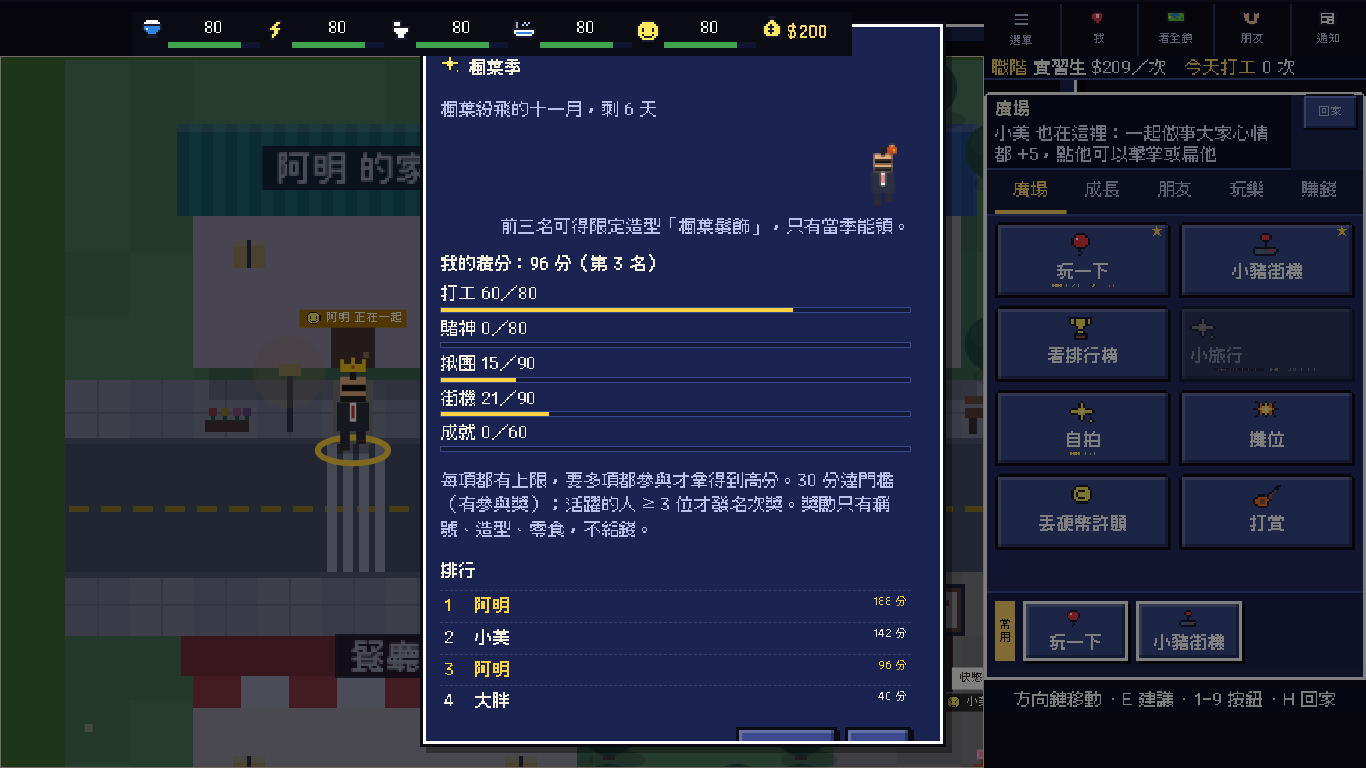 80
80
80
80
80
$200
選單
我
看全鎮
朋友
通知
職階 實習生 $209／次 今天打工 0 次
楓葉季
楓葉紛飛的十一月，剩 6 天
前三名可得限定造型「楓葉髮飾」，只有當季能領。
我的積分：96 分（第 3 名）
打工 60／80
賭神 0／80
揪團 15／90
街機 21／90
成就 0／60
每項都有上限，要多項都參與才拿得到高分。30 分達門檻
（有參與獎）；活躍的人 ≥ 3 位才發名次獎。獎勵只有稱
號、造型、零食，不給錢。
排行
1 阿明 188 分
2 小美 142 分
3 阿明 96 分
4 大胖 40 分
阿明 的家
阿明 正在一起
餐廳
小美
廣場
回家
小美 也在這裡：一起做事大家心情
都 +5，點他可以擊掌或扁他
廣場 成長 朋友 玩樂 賺錢
玩一下
小豬街機
看排行榜
小旅行
自拍
攤位
丟硬幣許願
打賞
常用
玩一下
小豬街機
方向鍵移動 · E 建議 · 1-9 按鈕 · H 回家